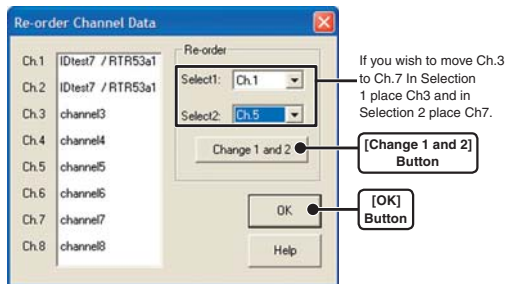 Re-order Channel Data
Ch.1 IDtest7 / RTR53a1
Ch.2 IDtest7 / RTR53a1
Ch.3 channel3
Ch.4 channel4
Ch.5 channel5
Ch.6 channel6
Ch.7 channel7
Ch.8 channel8
Re-order
Select1: Ch.1
Select2: Ch.5
Change 1 and 2
OK
Help
If you wish to move Ch.3
to Ch.7 In Selection
1 place Ch3 and in
Selection 2 place Ch7.
[Change 1 and 2]
Button
[OK]
Button